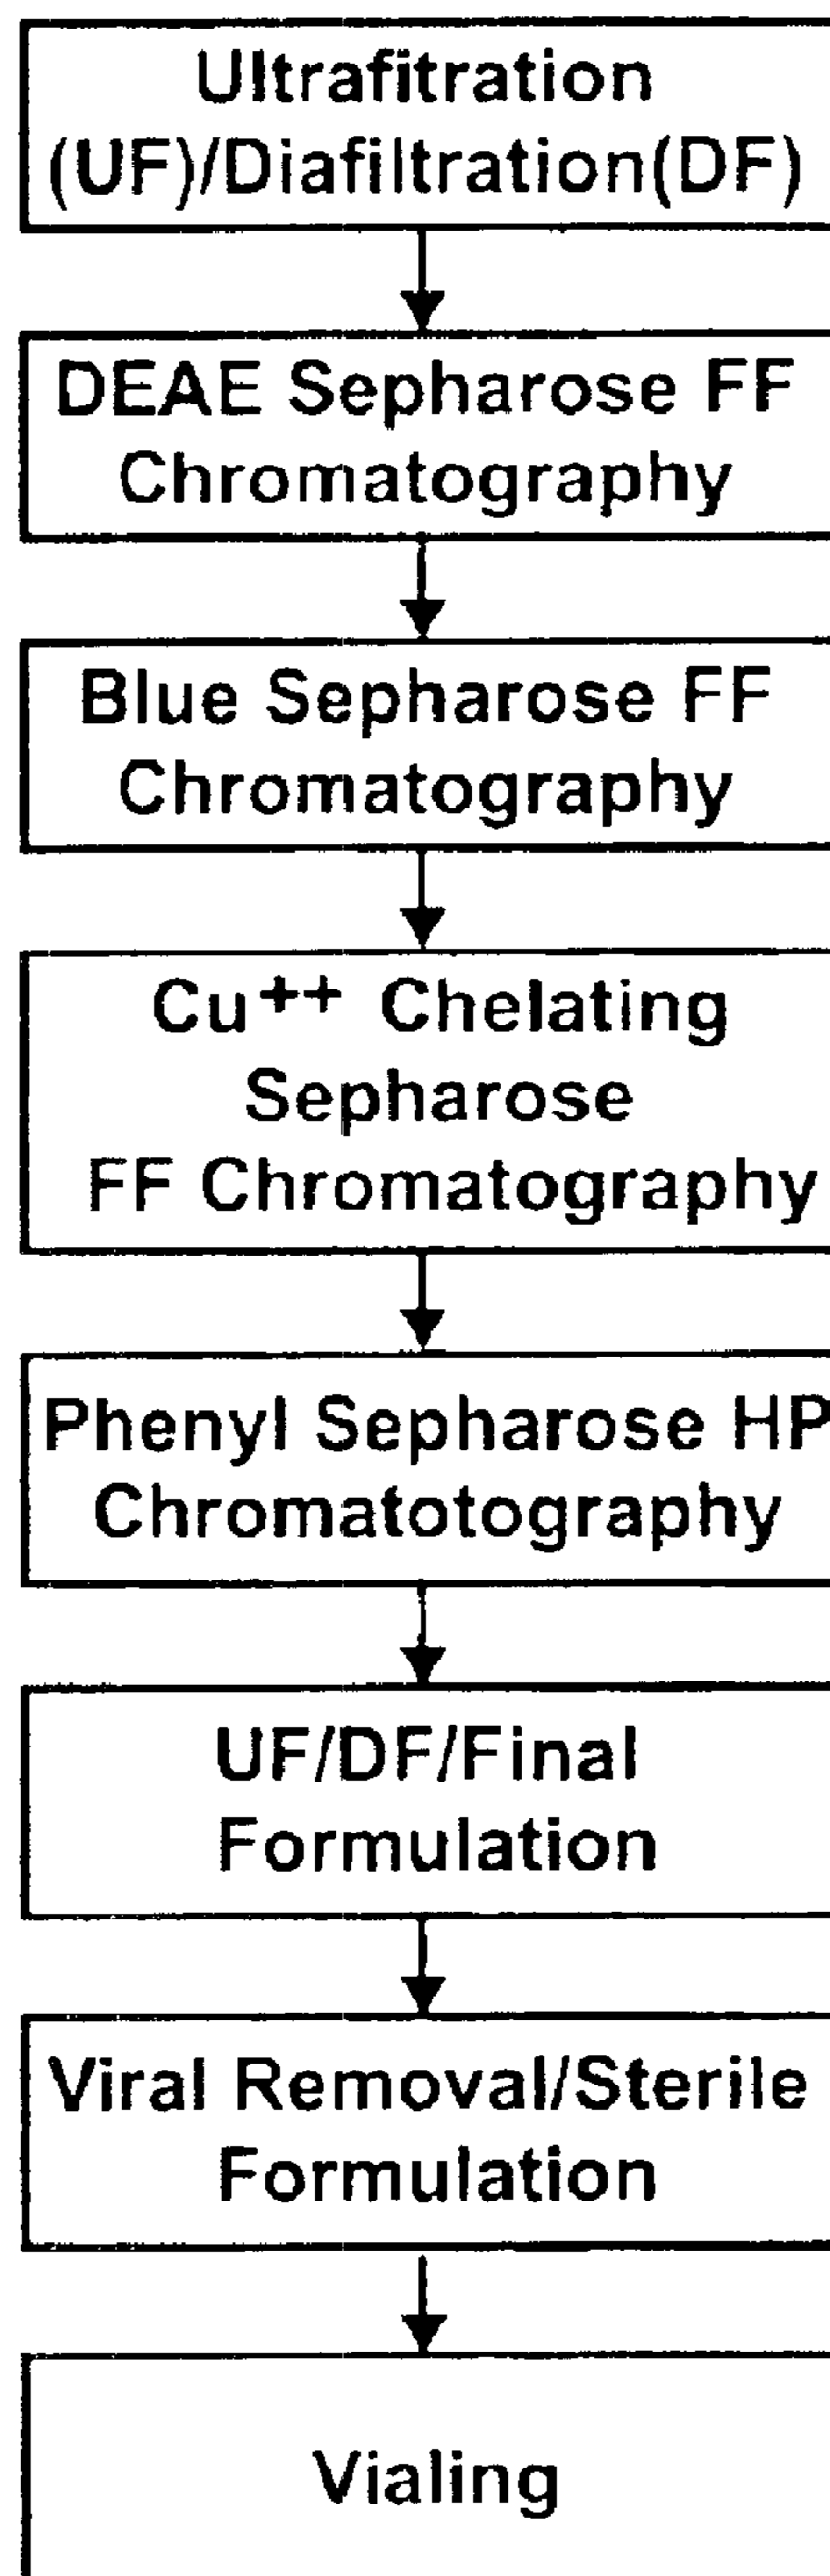 Ultrafitration
(UF)/Diafiltration(DF)
DEAE Sepharose FF
Chromatography
Blue Sepharose FF
Chromatography
Cu++ Chelating
Sepharose
FF Chromatography
Phenyl Sepharose HP
Chromatotography
UF/DF/Final
Formulation
Viral Removal/Sterile
Formulation
Vialing